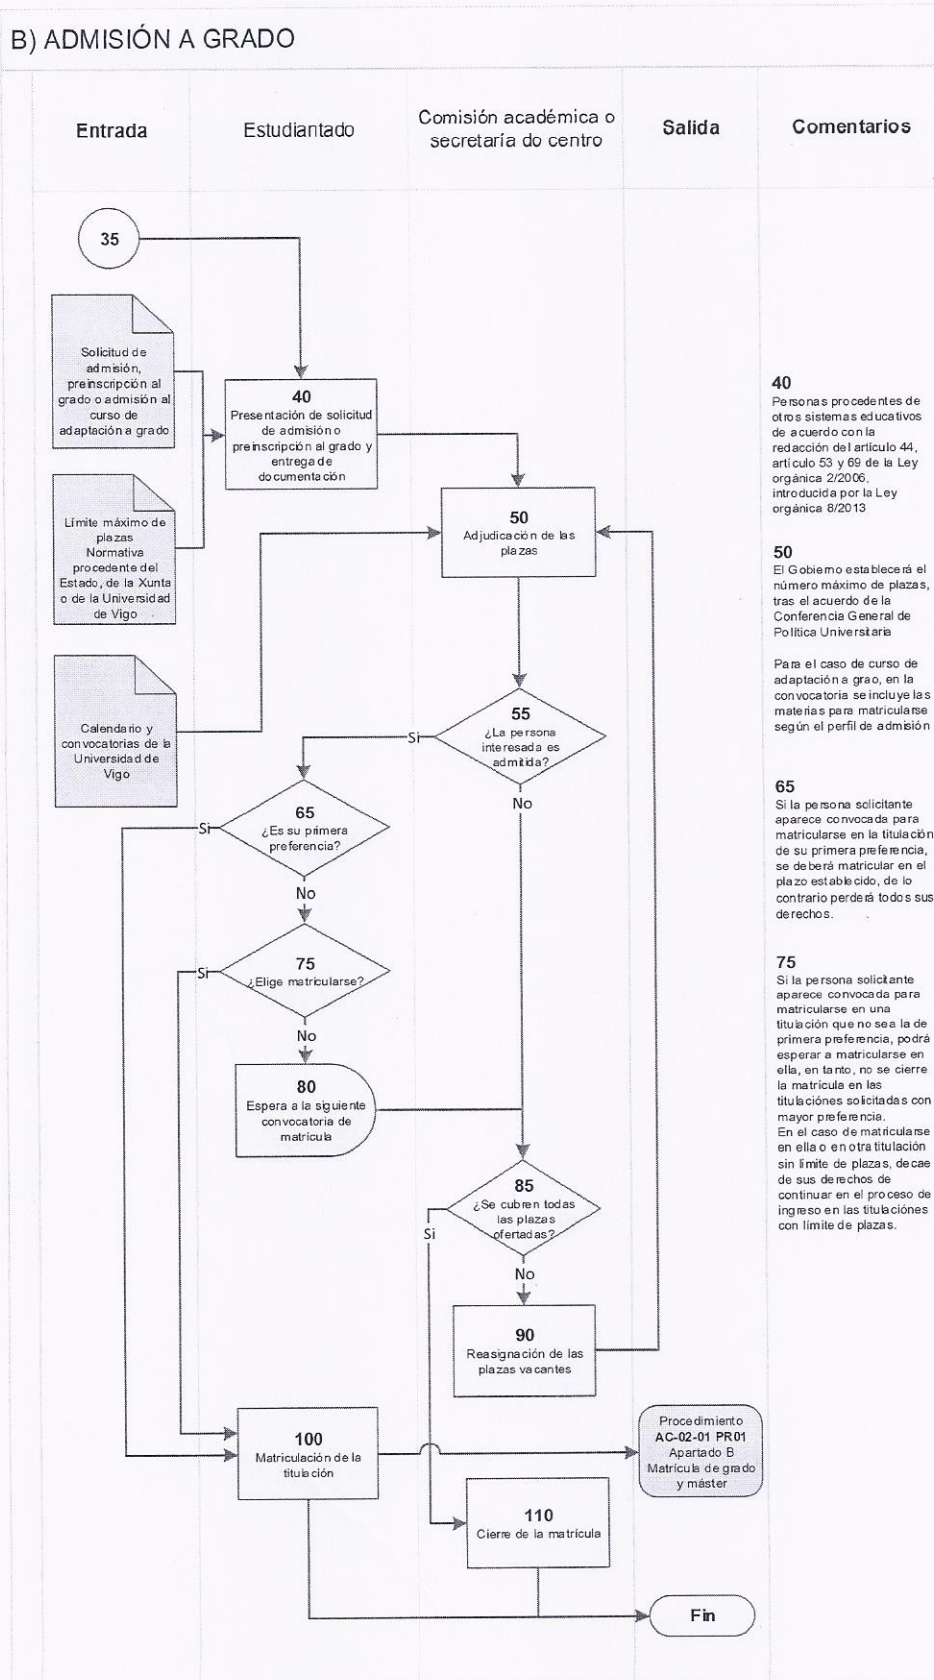 B) ADMISIÓN A GRADO
Entrada
Estudiantado
Comisión académica o
secretaría do centro
Salida
Comentarios
35
Solicitud de
admisión,
preinscripción al
grado o admisión al
curso de
adaptación a grado
40
Presentación de solicitud
de admisión o
preinscripción al grado y
entrega de
documentación
Límite máximo de
plazas
Normativa
procedente del
Estado, de la Xunta
o de la Universidad
de Vigo
50
Adjudicación de las
plazas
Calendario y
convocatorias de la
Universidad de
Vigo
55
¿La persona
interesada es
admitida?
Si
No
65
¿Es su primera
preferencia?
Si
No
75
¿Elige matricularse?
Si
No
80
Espera a la siguiente
convocatoria de
matrícula
85
¿Se cubren todas
las plazas
ofertadas?
Si
No
90
Reasignación de las
plazas vacantes
100
Matriculación de la
titulación
Procedimiento
AC-02-01 PR01
Apartado B
Matrícula de grado
y máster
110
Cierre de la matrícula
Fin
40
Personas procedentes de
otros sistemas educativos
de acuerdo con la
redacción del artículo 44,
artículo 53 y 69 de la Ley
orgánica 2/2006,
introducida por la Ley
orgánica 8/2013
50
El Gobierno establecerá el
número máximo de plazas,
tras el acuerdo de la
Conferencia General de
Política Universitaria
Para el caso de curso de
adaptación a grao, en la
convocatoria se incluye las
materias para matricularse
según el perfil de admisión
65
Si la persona solicitante
aparece convocada para
matricularse en la titulación
de su primera preferencia,
se deberá matricular en el
plazo establecido, de lo
contrario perderá todos sus
derechos.
75
Si la persona solicitante
aparece convocada para
matricularse en una
titulación que no sea la de
primera preferencia, podrá
esperar a matricularse en
ella, en tanto, no se cierre
la matrícula en las
titulaciónes solicitadas con
mayor preferencia.
En el caso de matricularse
en ella o en otra titulación
sin límite de plazas, decae
de sus derechos de
continuar en el proceso de
ingreso en las titulaciónes
con límite de plazas.